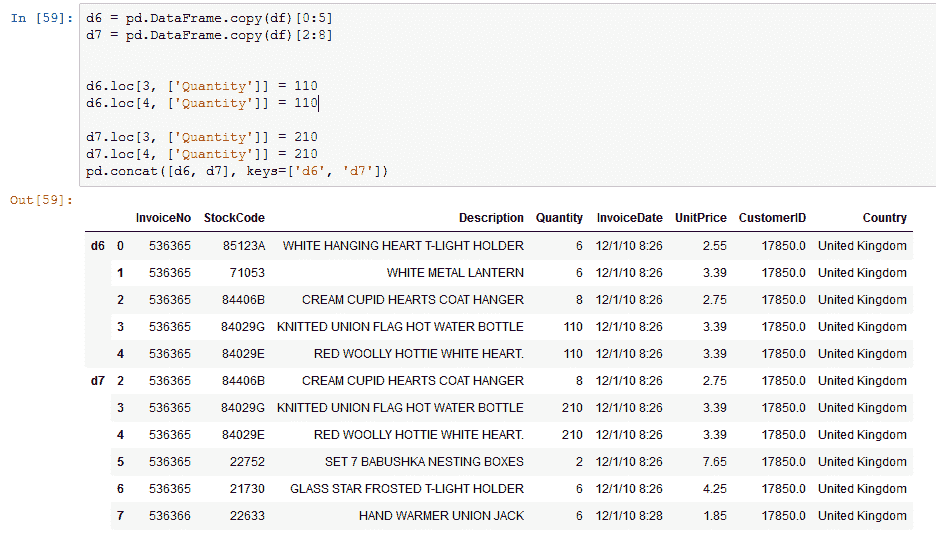 In [59]: d6 = pd.DataFrame.copy(df)[0:5]
d7 = pd.DataFrame.copy(df)[2:8]
d6.loc[3, ['Quantity']] = 110
d6.loc[4, ['Quantity']] = 110
d7.loc[3, ['Quantity']] = 210
d7.loc[4, ['Quantity']] = 210
pd.concat([d6, d7], keys=['d6', 'd7'])
Out[59]:
InvoiceNo StockCode Description Quantity InvoiceDate UnitPrice CustomerID Country
d6 0 536365 85123A WHITE HANGING HEART T-LIGHT HOLDER 6 12/1/10 8:26 2.55 17850.0 United Kingdom
1 536365 71053 WHITE METAL LANTERN 6 12/1/10 8:26 3.39 17850.0 United Kingdom
2 536365 84406B CREAM CUPID HEARTS COAT HANGER 8 12/1/10 8:26 2.75 17850.0 United Kingdom
3 536365 84029G KNITTED UNION FLAG HOT WATER BOTTLE 110 12/1/10 8:26 3.39 17850.0 United Kingdom
4 536365 84029E RED WOOLLY HOTTIE WHITE HEART. 110 12/1/10 8:26 3.39 17850.0 United Kingdom
d7 2 536365 84406B CREAM CUPID HEARTS COAT HANGER 8 12/1/10 8:26 2.75 17850.0 United Kingdom
3 536365 84029G KNITTED UNION FLAG HOT WATER BOTTLE 210 12/1/10 8:26 3.39 17850.0 United Kingdom
4 536365 84029E RED WOOLLY HOTTIE WHITE HEART. 210 12/1/10 8:26 3.39 17850.0 United Kingdom
5 536365 22752 SET 7 BABUSHKA NESTING BOXES 2 12/1/10 8:26 7.65 17850.0 United Kingdom
6 536365 21730 GLASS STAR FROSTED T-LIGHT HOLDER 6 12/1/10 8:26 4.25 17850.0 United Kingdom
7 536366 22633 HAND WARMER UNION JACK 6 12/1/10 8:28 1.85 17850.0 United Kingdom